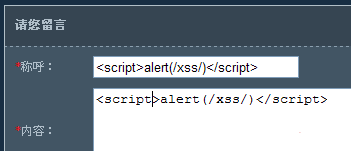 请您留言
*称呼： <script>alert(/xss/)</script>
<script>alert(/xss/)</script>
*内容：